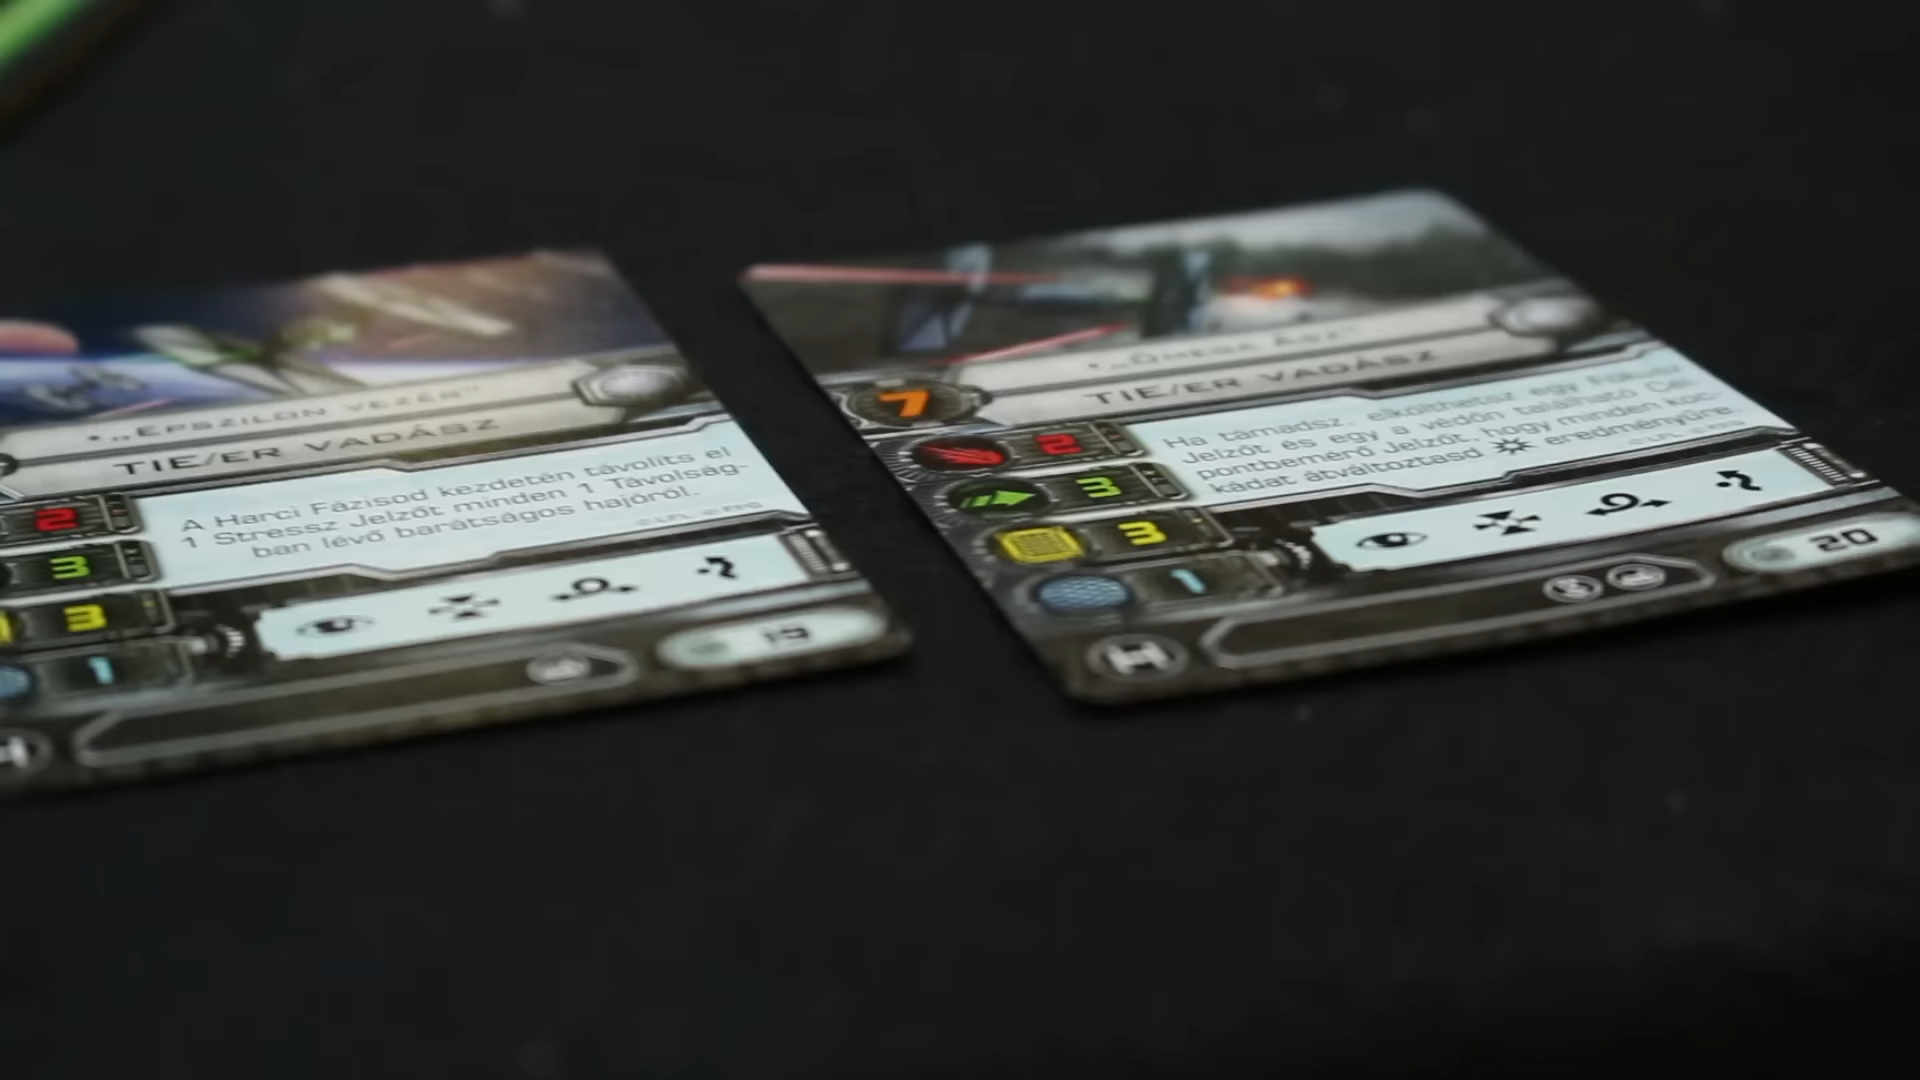 • „Epszilon Vezér”
TIE/ER VADÁSZ
A Harci Fázisod kezdetén távolíts el
1 Stressz Jelzőt minden 1 Távolság-
ban lévő barátságos hajóról.
2
3
3
1
19
• „Omega Ász”
TIE/ER VADÁSZ
7
Ha támadsz, elkölthetsz egy Fókusz
Jelzőt és egy a védőn található Cél-
pontbemérő Jelzőt, hogy minden koc-
kádat átváltoztasd eredményűre.
2
3
3
1
20